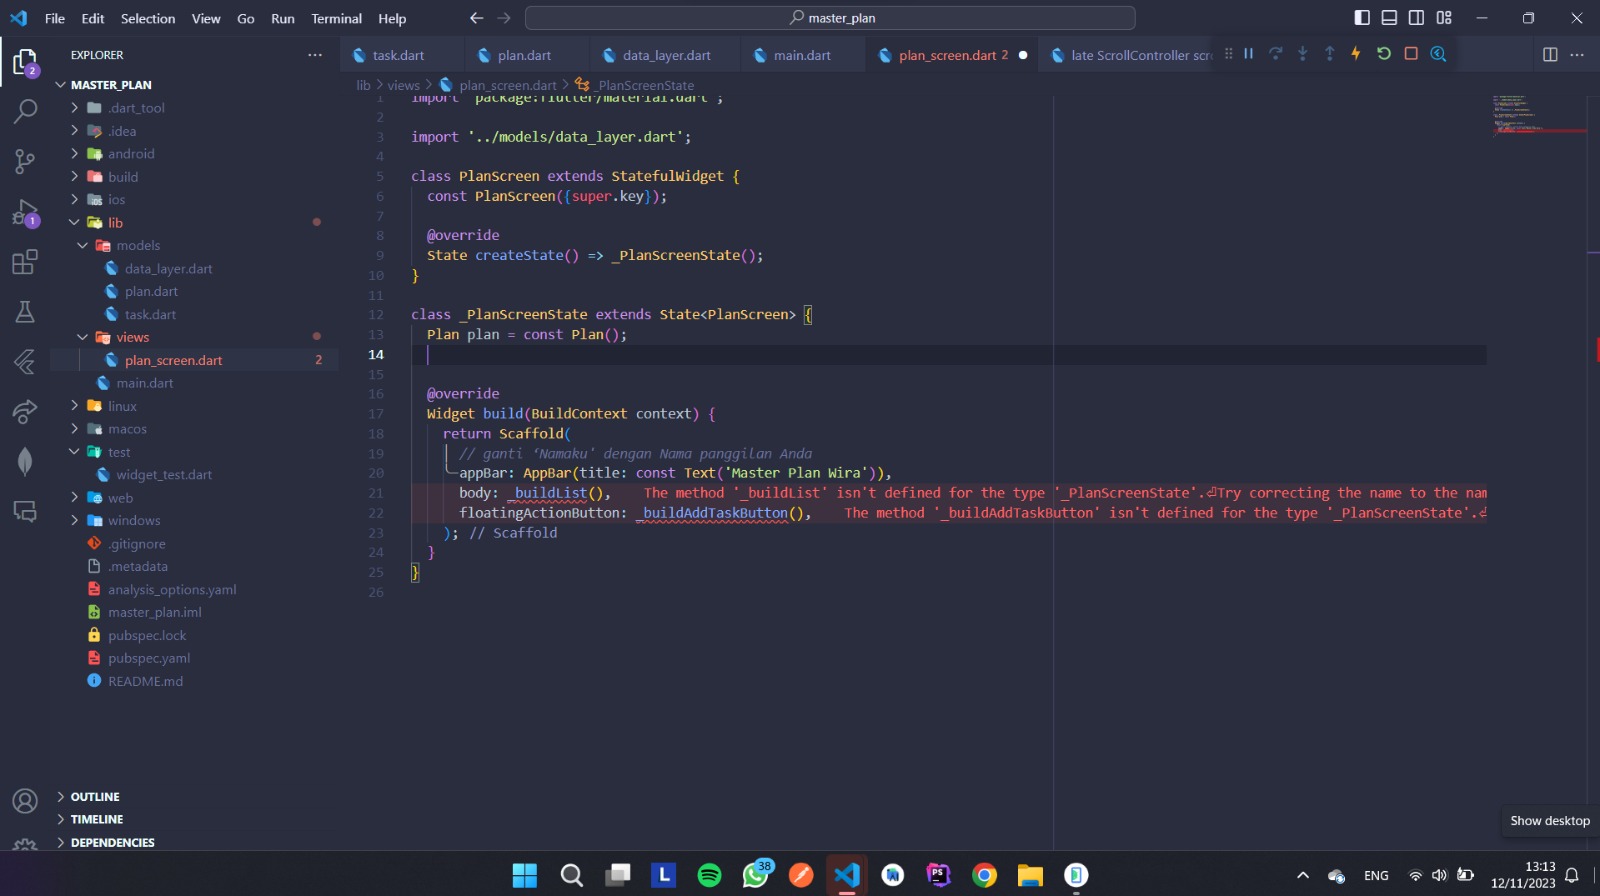 File Edit Selection View Go Run Terminal Help
master_plan
EXPLORER
task.dart
plan.dart
data_layer.dart
main.dart
plan_screen.dart 2
late ScrollController scr
lib > views > plan_screen.dart > _PlanScreenState
MASTER_PLAN
.dart_tool
.idea
android
build
ios
lib
models
data_layer.dart
plan.dart
task.dart
views
plan_screen.dart 2
main.dart
linux
macos
test
widget_test.dart
web
windows
.gitignore
.metadata
analysis_options.yaml
master_plan.iml
pubspec.lock
pubspec.yaml
README.md
OUTLINE
TIMELINE
DEPENDENCIES
2
1
1 import 'package:flutter/material.dart';
2
3 import '../models/data_layer.dart';
4
5 class PlanScreen extends StatefulWidget {
6 const PlanScreen({super.key});
7
8 @override
9 State createState() => _PlanScreenState();
10 }
11
12 class _PlanScreenState extends State<PlanScreen> {
13 Plan plan = const Plan();
14
15
16 @override
17 Widget build(BuildContext context) {
18 return Scaffold(
19 // ganti ‘Namaku' dengan Nama panggilan Anda
20 appBar: AppBar(title: const Text('Master Plan Wira')),
21 body: _buildList(), The method '_buildList' isn't defined for the type '_PlanScreenState'.⏎Try correcting the name to the nam
22 floatingActionButton: _buildAddTaskButton(), The method '_buildAddTaskButton' isn't defined for the type '_PlanScreenState'.⏎
23 ); // Scaffold
24 }
25 }
26
Show desktop
L
38
PS
ENG
13:13
12/11/2023